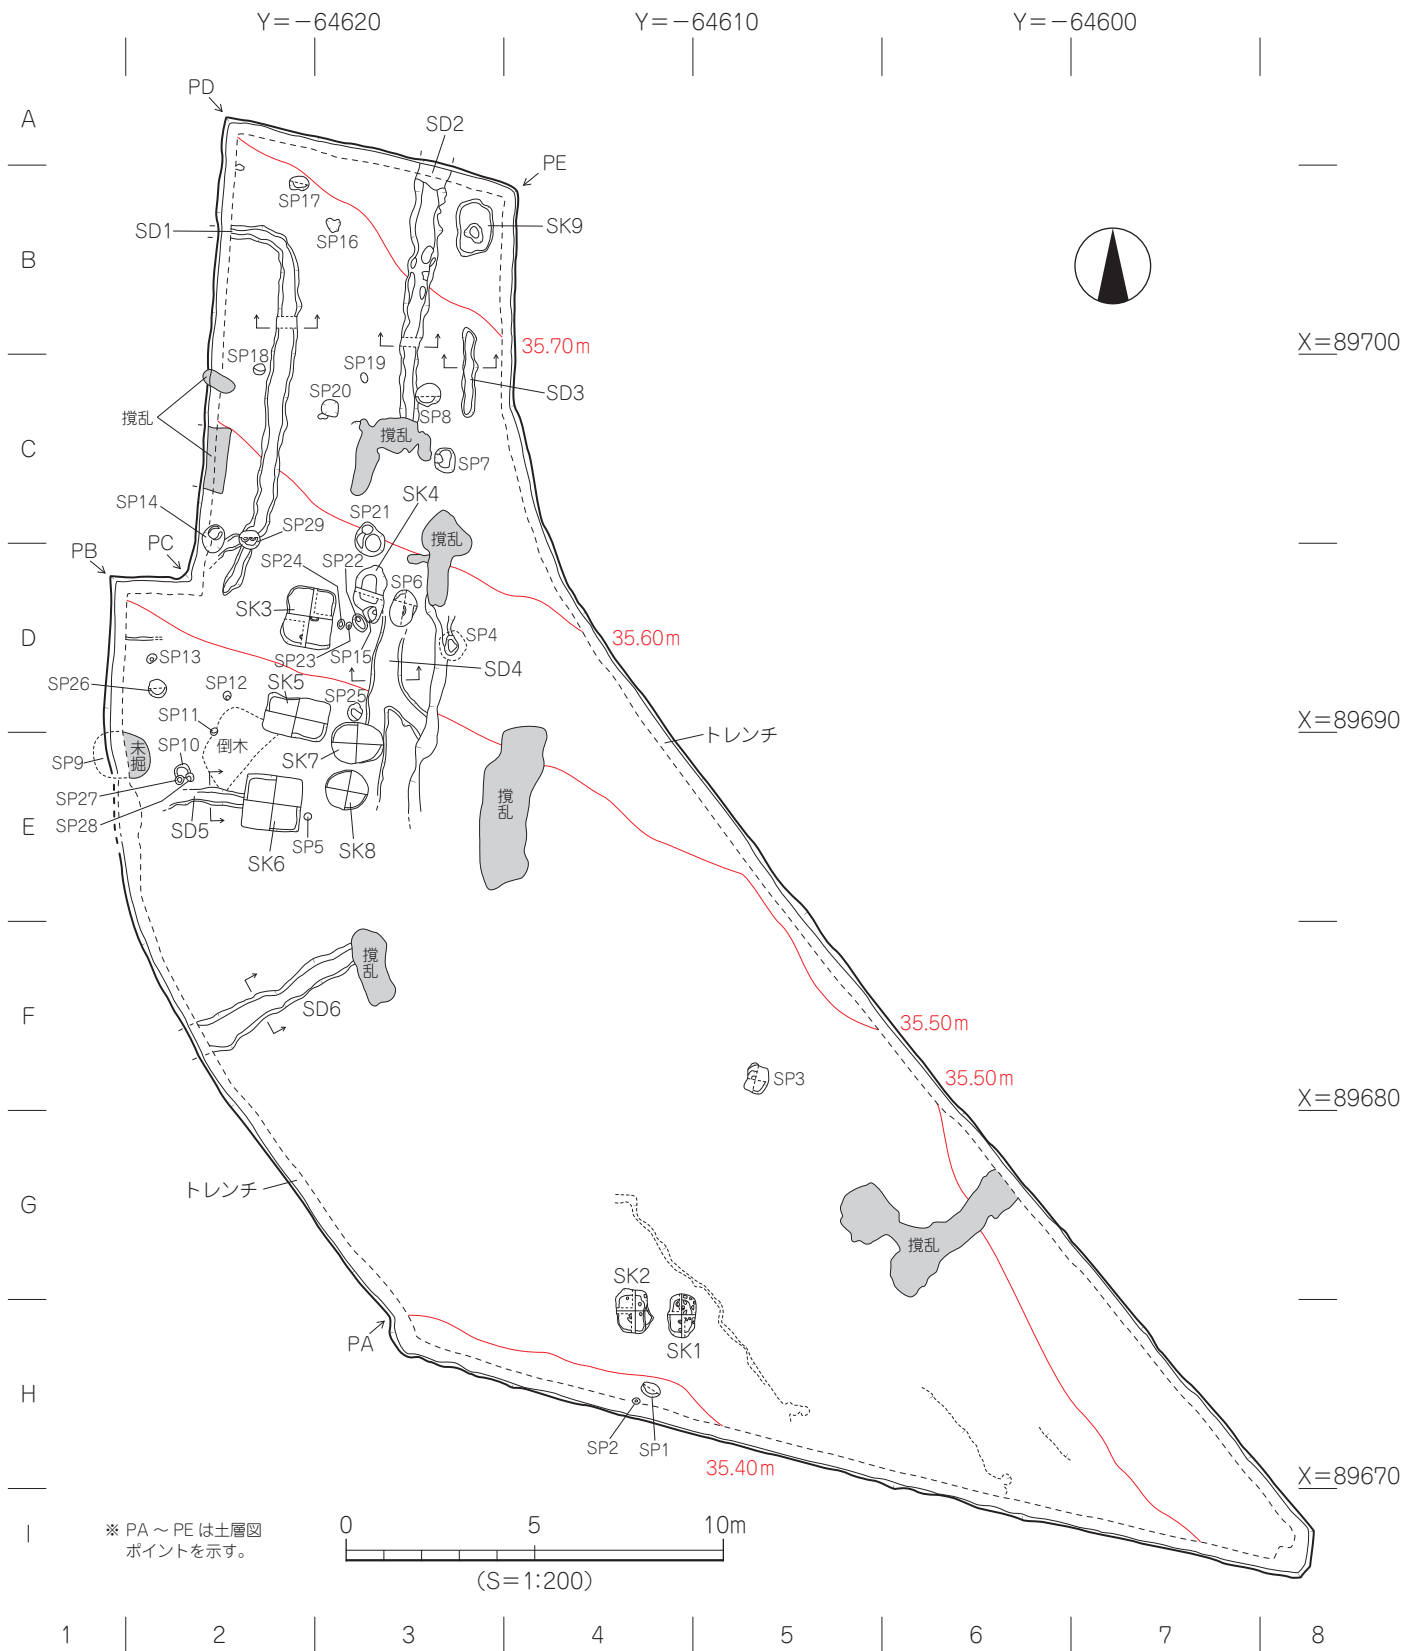 Y=−64620
Y=−64610
Y=−64600
PD
A
SD2
PE
SP17
SK9
SD1
SP16
B
35.70m
X=89700
SP18
SP19
SP20
SD3
SP8
撹乱
撹乱
C
SP7
SK4
SP14
SP21
SP29
撹乱
PB
PC
SP24
SP22
SP6
SK3
35.60m
D
SP4
SP13
SP23
SP15
SD4
SP26
SP12
SK5
SP25
SP11
X=89690
トレンチ
SP10
倒木
未掘
SP9
SK7
SP27
撹乱
SP28
SD5
E
SP5
SK6
SK8
撹乱
SD6
F
35.50m
35.50m
SP3
X=89680
トレンチ
G
撹乱
SK2
PA
SK1
H
SP2
SP1
35.40m
X=89670
I
※ PA ～ PE は土層図
ポイントを示す。
0
5
10m
(S=1:200)
1
2
3
4
5
6
7
8